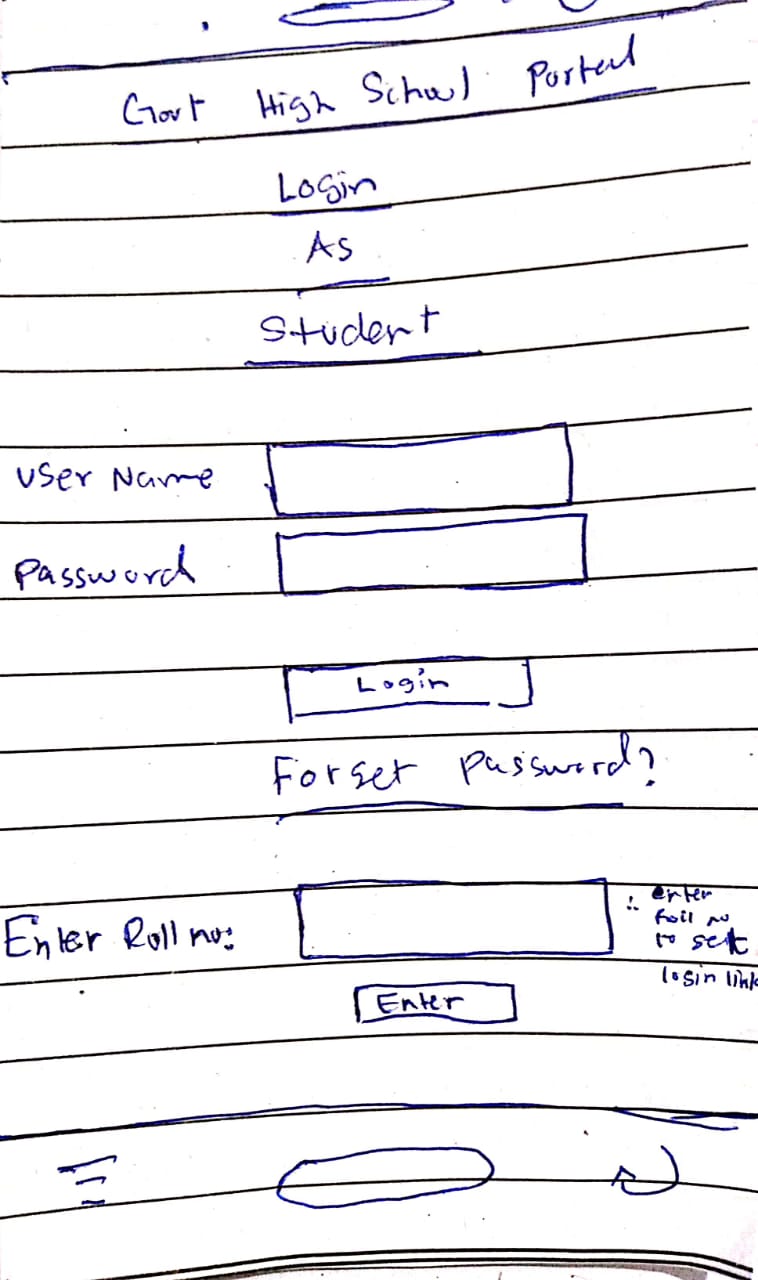 Govt High School Portal
Login
As
Student
User Name
Password
Login
Forget Password?
Enter Roll no:
∴ enter
roll no
to
login link
Enter